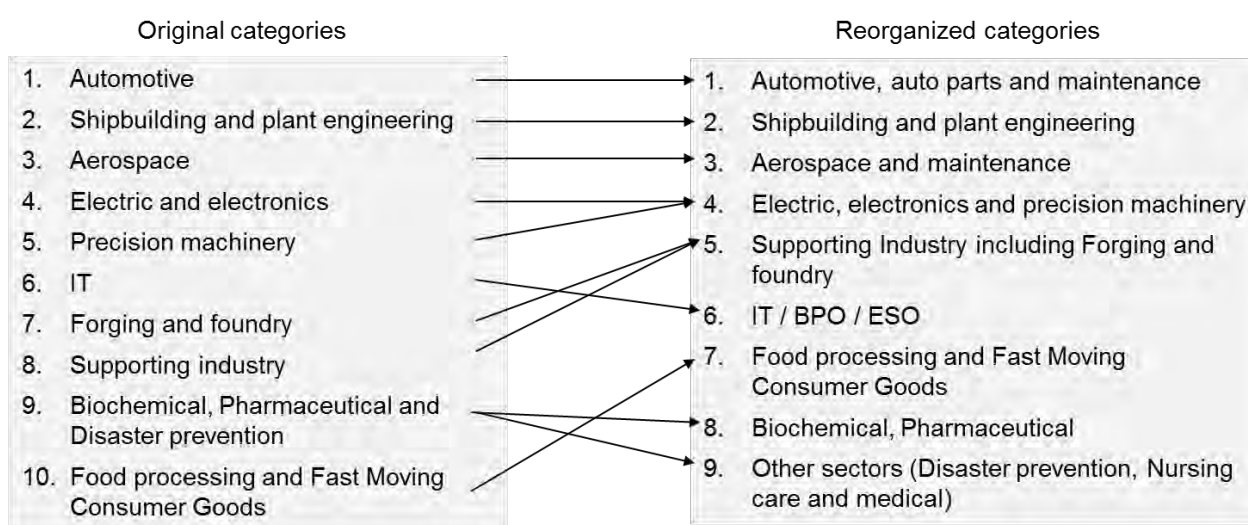 Original categories
1. Automotive
2. Shipbuilding and plant engineering
3. Aerospace
4. Electric and electronics
5. Precision machinery
6. IT
7. Forging and foundry
8. Supporting industry
9. Biochemical, Pharmaceutical and
Disaster prevention
10. Food processing and Fast Moving
Consumer Goods
Reorganized categories
1. Automotive, auto parts and maintenance
2. Shipbuilding and plant engineering
3. Aerospace and maintenance
4. Electric, electronics and precision machinery
5. Supporting Industry including Forging and
foundry
6. IT / BPO / ESO
7. Food processing and Fast Moving
Consumer Goods
8. Biochemical, Pharmaceutical
9. Other sectors (Disaster prevention, Nursing
care and medical)